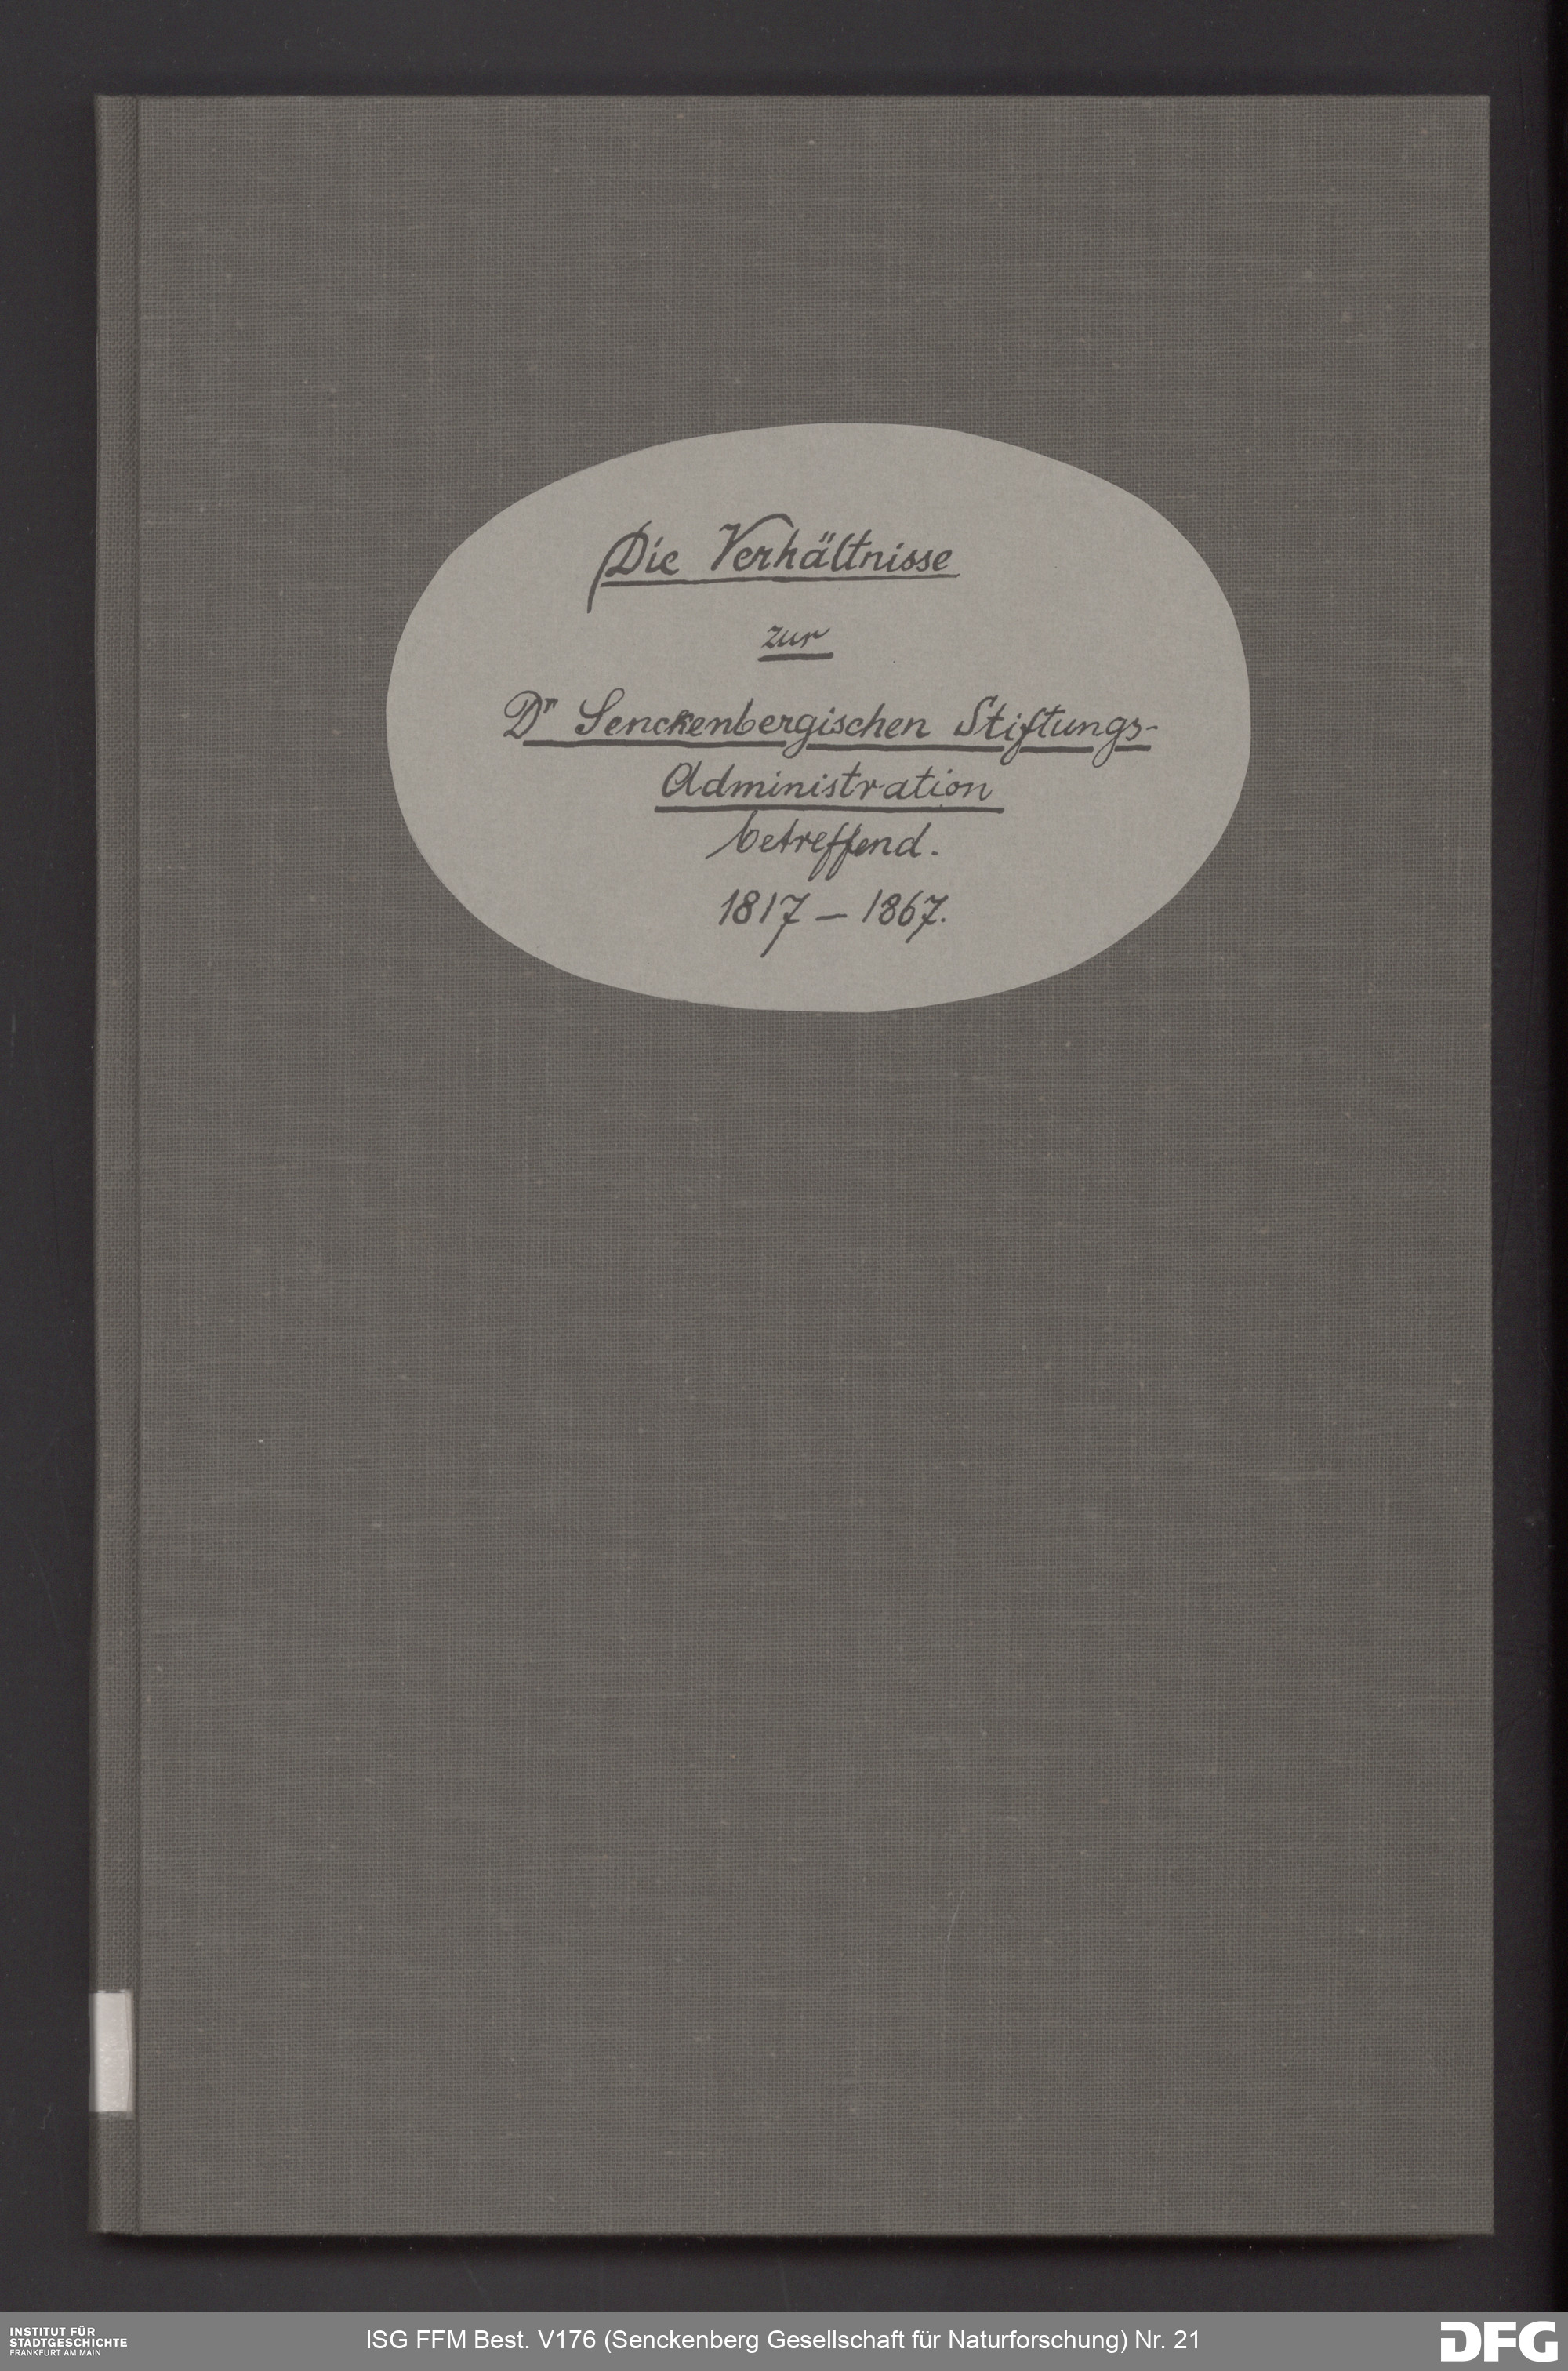 Die Verhältnisse
zur
Dr Senckenbergischen Stiftungs-
Administration
betreffend.
1817 – 1867.
INSTITUT FÜR
STADTGESCHICHTE
FRANKFURT AM MAIN
ISG FFM Best. V176 (Senckenberg Gesellschaft für Naturforschung) Nr. 21
DFG